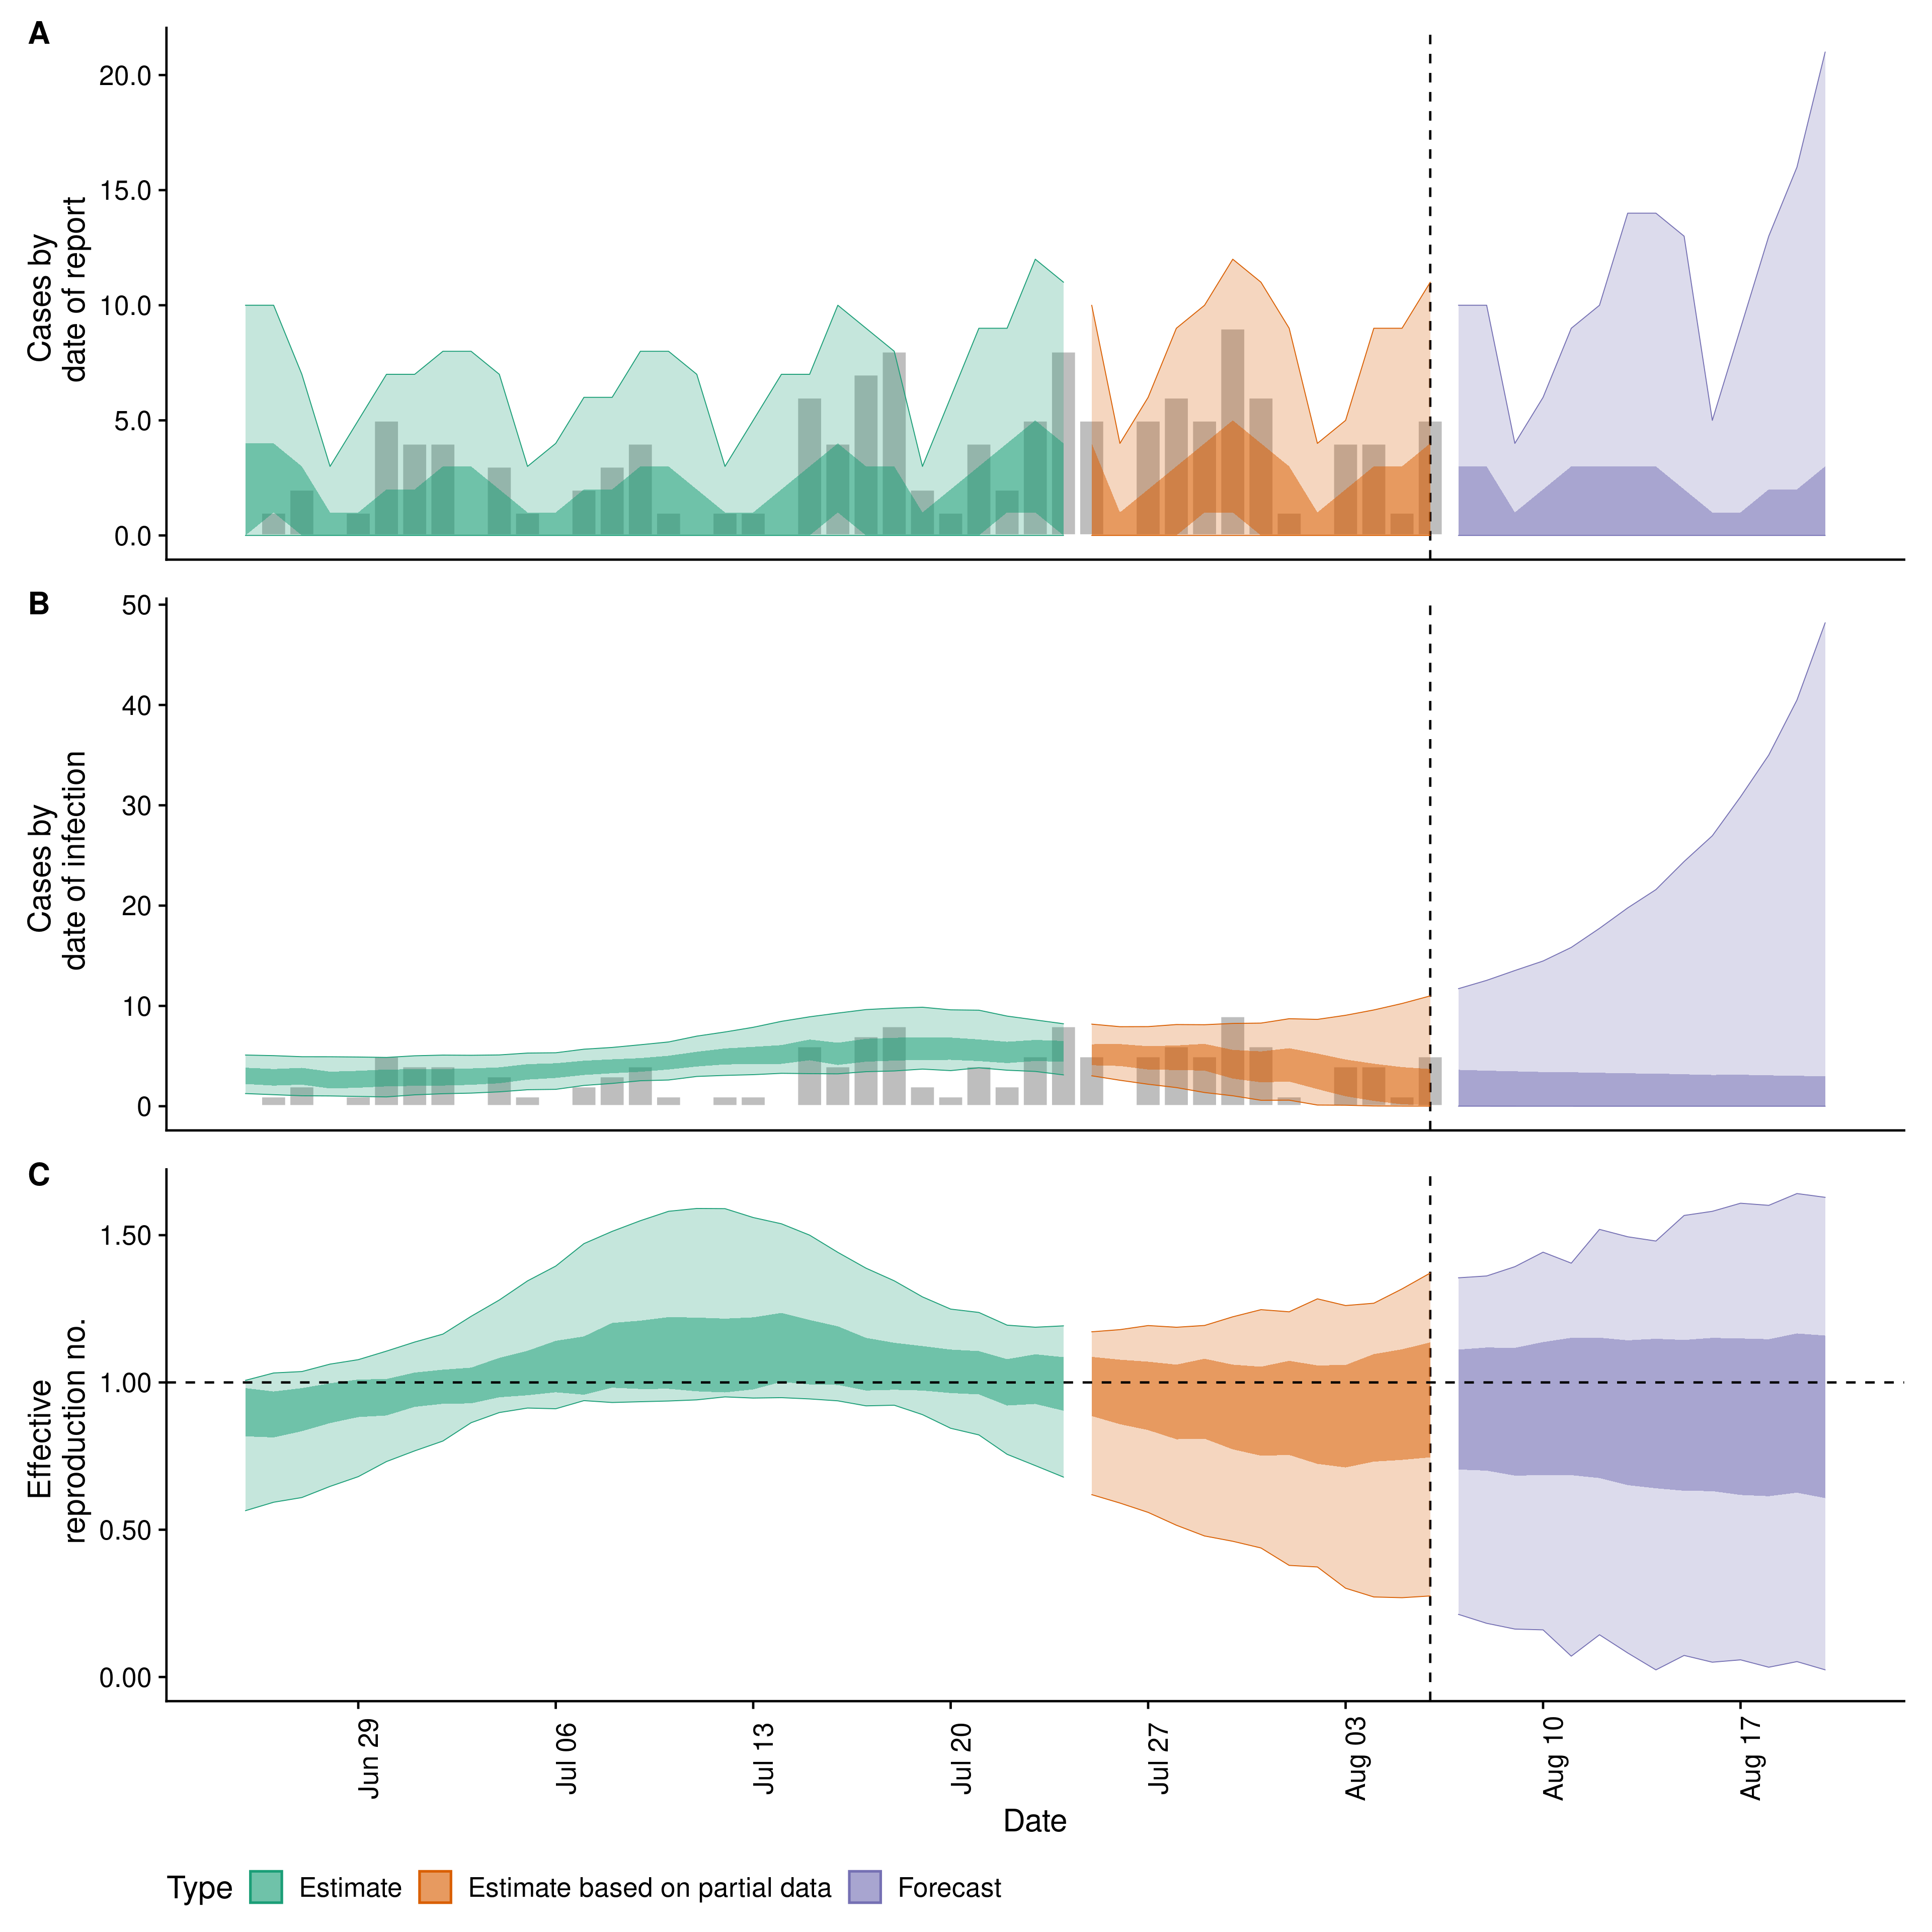 A
Cases by
date of report
20.0
15.0
10.0
5.0
0.0
B
Cases by
date of infection
50
40
30
20
10
0
C
Effective
reproduction no.
1.50
1.00
0.50
0.00
Jun 29
Jul 06
Jul 13
Jul 20
Jul 27
Aug 03
Aug 10
Aug 17
Date
Type Estimate Estimate based on partial data Forecast